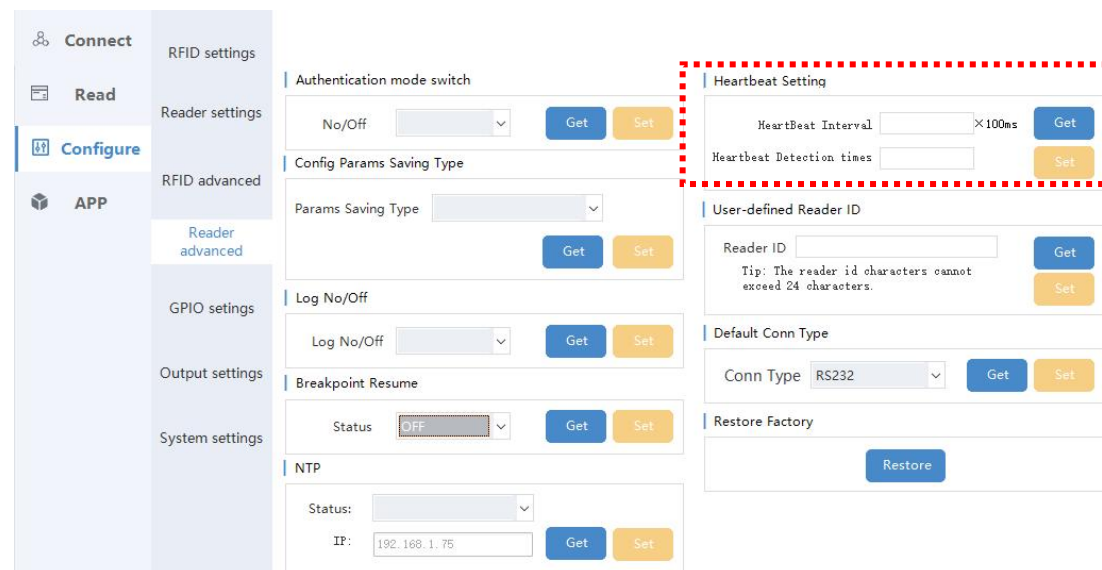 Connect
Read
Configure
APP
RFID settings
Reader settings
RFID advanced
Reader
advanced
GPIO setings
Output settings
System settings
Authentication mode switch
No/Off Get Set
Config Params Saving Type
Params Saving Type
Get Set
Log No/Off
Log No/Off Get Set
Breakpoint Resume
Status OFF Get Set
NTP
Status:
IP: 192.168.1.75 Get Set
Heartbeat Setting
HeartBeat Interval ×100ms Get
Heartbeat Detection times Set
User-defined Reader ID
Reader ID Get
Tip: The reader id characters cannot
exceed 24 characters. Set
Default Conn Type
Conn Type RS232 Get Set
Restore Factory
Restore